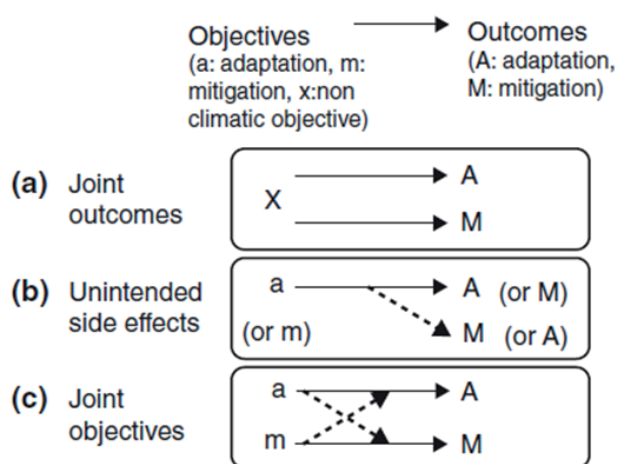 Objectives
(a: adaptation, m:
mitigation, x:non
climatic objective)
Outcomes
(A: adaptation,
M: mitigation)
(a) Joint
outcomes
X
A
M
(b) Unintended
side effects
a
(or m)
A (or M)
M (or A)
(c) Joint
objectives
a
m
A
M